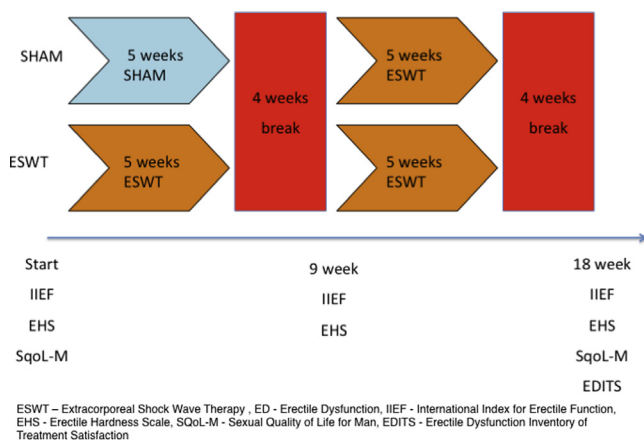 SHAM
5 weeks
SHAM
4 weeks
break
5 weeks
ESWT
4 weeks
break
ESWT
5 weeks
ESWT
5 weeks
ESWT
Start
IIEF
EHS
SqoL-M
9 week
IIEF
EHS
18 week
IIEF
EHS
SqoL-M
EDITS
ESWT – Extracorporeal Shock Wave Therapy , ED - Erectile Dysfunction, IIEF - International Index for Erectile Function,
EHS - Erectile Hardness Scale, SQoL-M - Sexual Quality of Life for Man, EDITS - Erectile Dysfunction Inventory of
Treatment Satisfaction